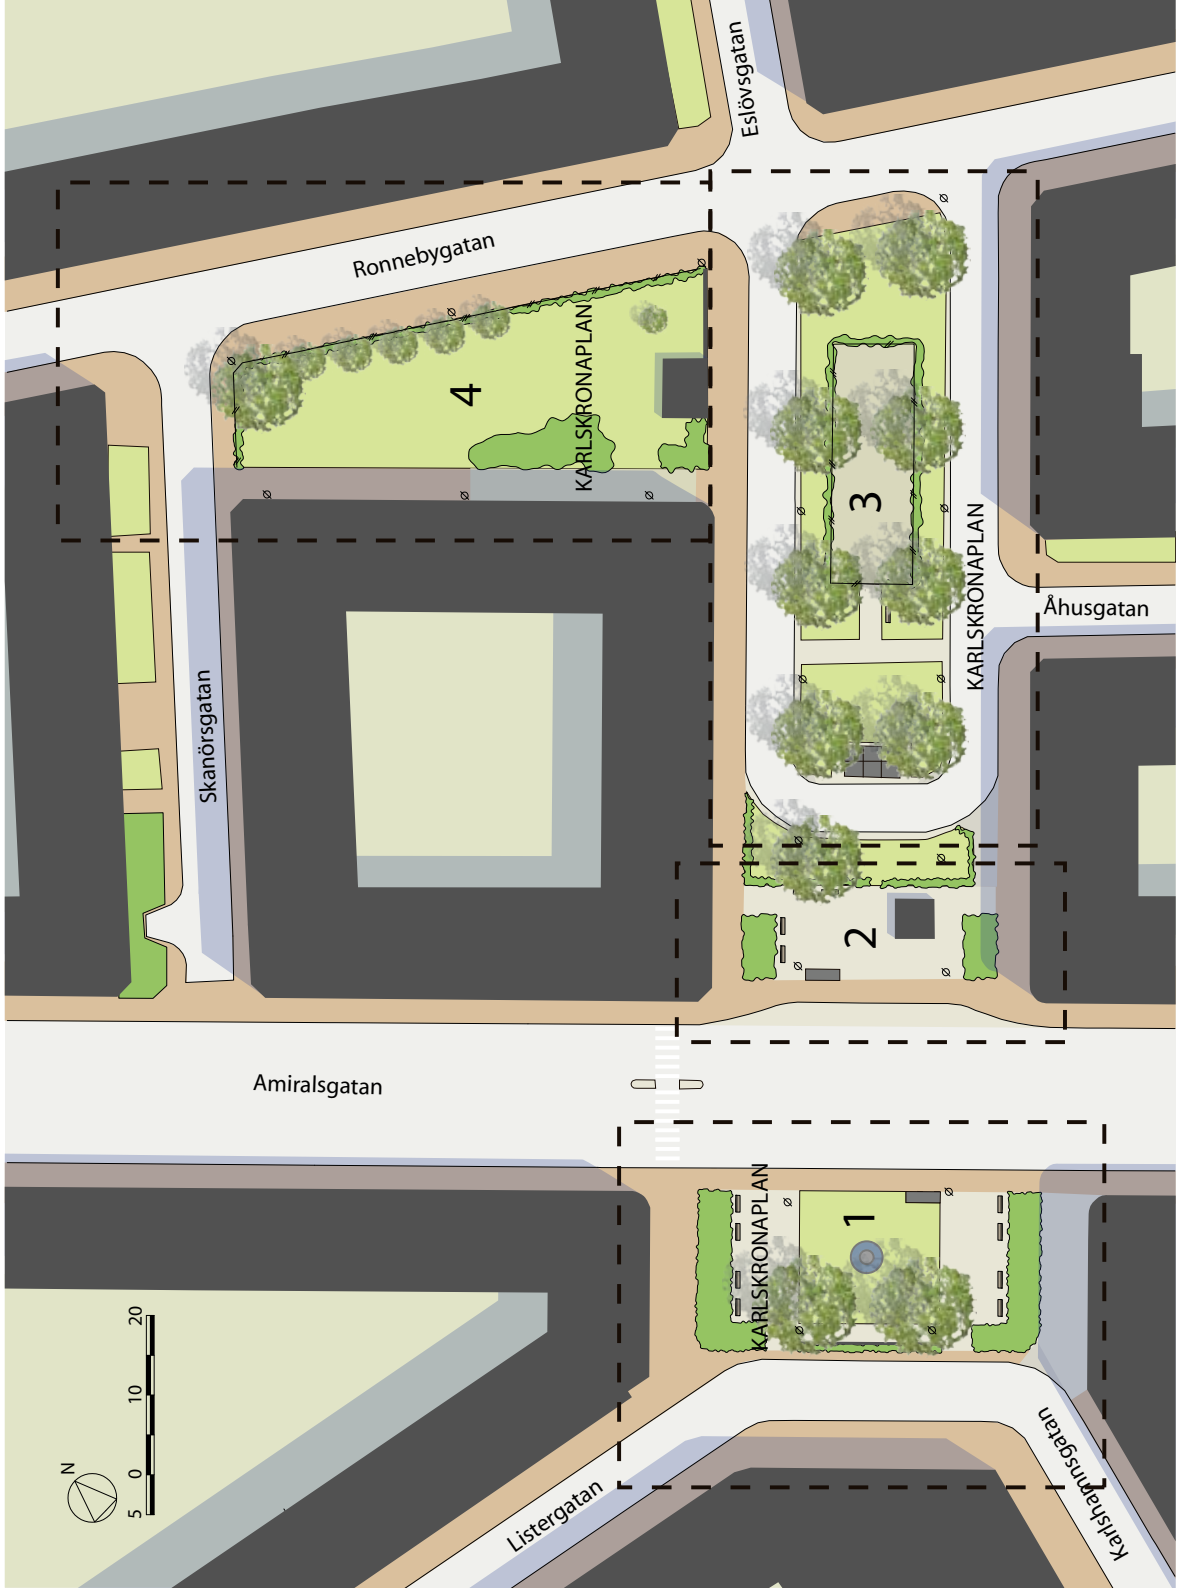 Eslövsgatan
Ronnebygatan
KARLSKRONAPLAN
4
3
KARLSKRONAPLAN
Åhusgatan
Skanörsgatan
2
Amiralsgatan
KARLSKRONAPLAN
1
N
5 0 10 20
Listergatan
Karlshamnsgatan